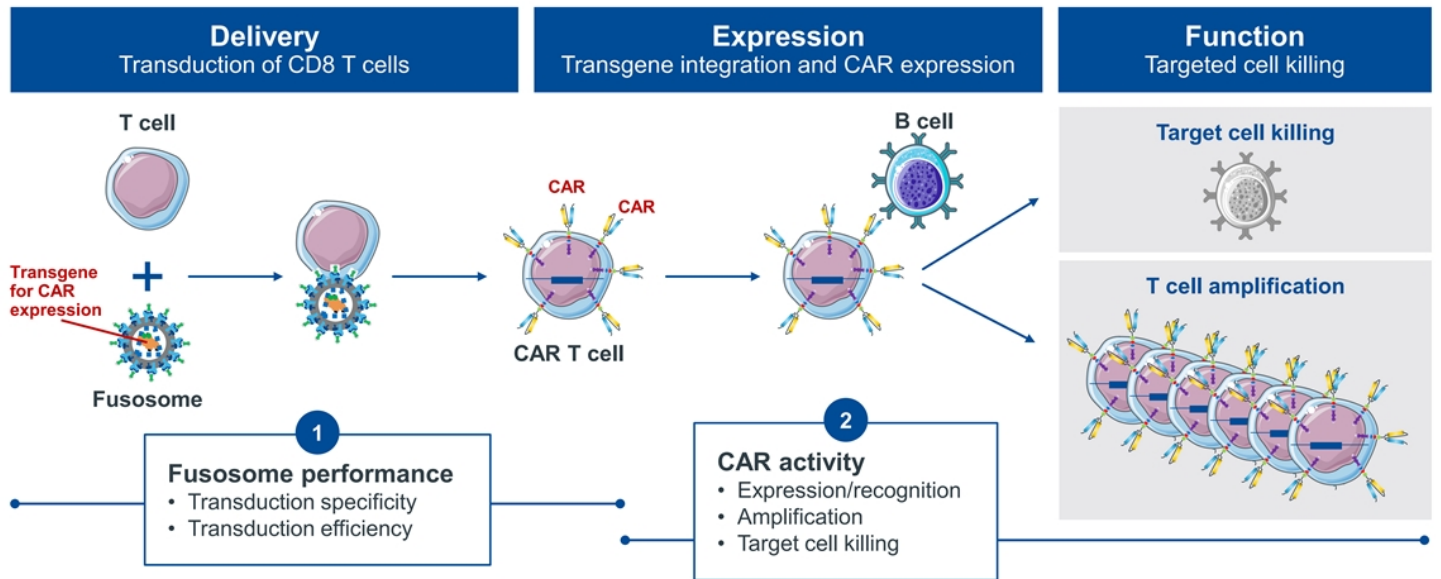 Delivery
Transduction of CD8 T cells
Expression
Transgene integration and CAR expression
Function
Targeted cell killing
T cell
Transgene
for CAR
expression
Fusosome
CAR
CAR
CAR T cell
B cell
Target cell killing
T cell amplification
1
Fusosome performance
• Transduction specificity
• Transduction efficiency
2
CAR activity
• Expression/recognition
• Amplification
• Target cell killing